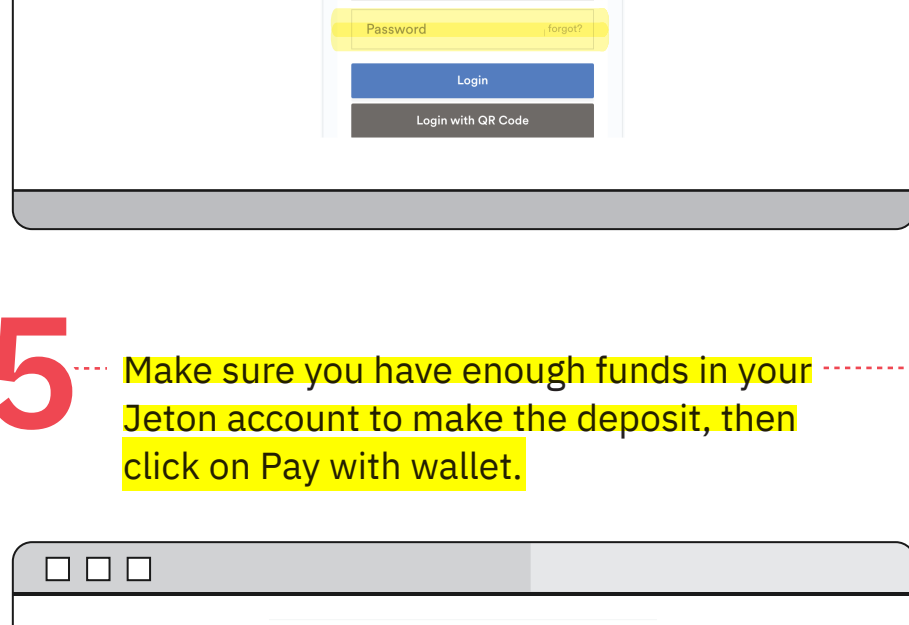 Password forgot?
Login
Login with QR Code
5
Make sure you have enough funds in your
Jeton account to make the deposit, then
click on Pay with wallet.